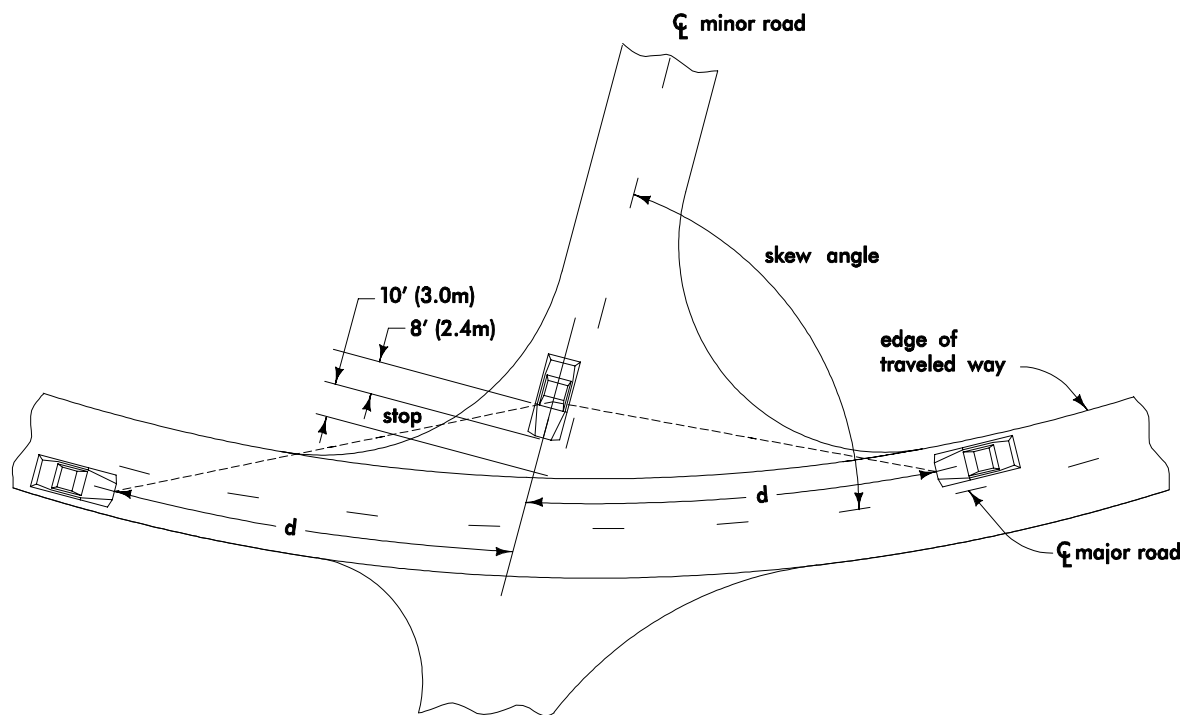 ℄ minor road
skew angle
10' (3.0m)
8' (2.4m)
edge of
traveled way
stop
d
d
℄ major road